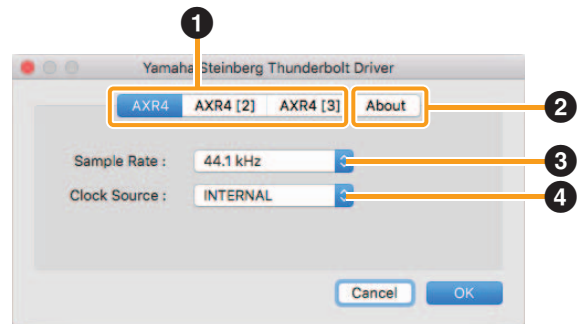 1
Yamaha Steinberg Thunderbolt Driver
AXR4 AXR4 [2] AXR4 [3] About
2
Sample Rate : 44.1 kHz
3
Clock Source : INTERNAL
4
Cancel OK